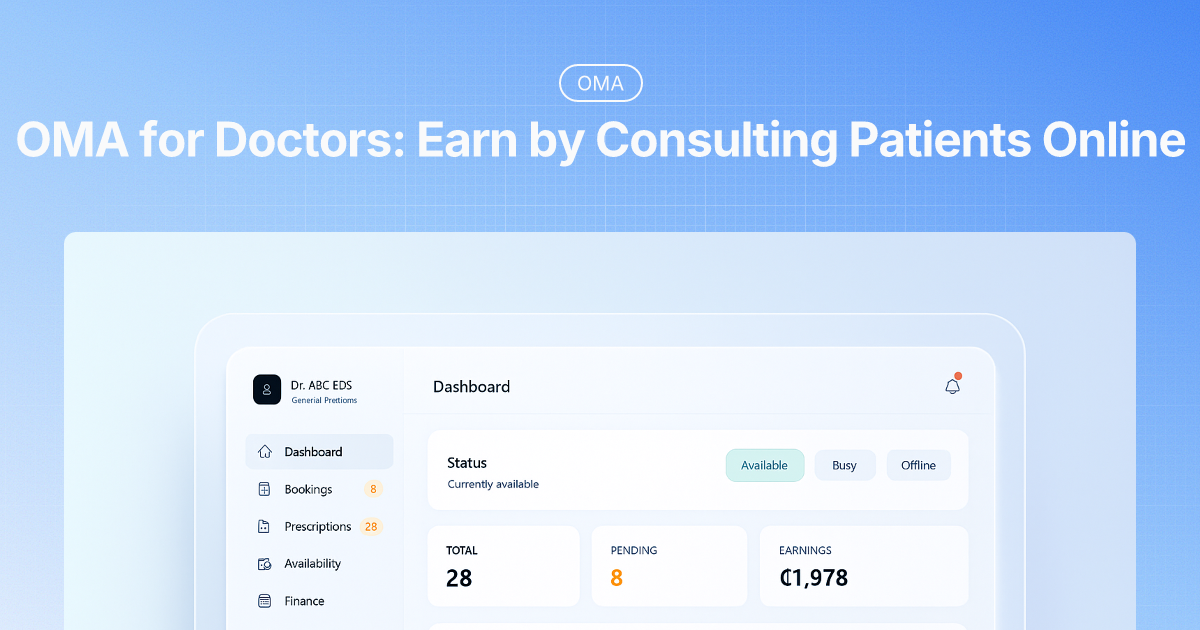 OMA
OMA for Doctors: Earn by Consulting Patients Online
Dr. ABC EDS
Generial Prettioms
Dashboard
Dashboard
Bookings 8
Prescriptions 28
Availability
Finance
Status
Currently available
Available Busy Offline
TOTAL
28
PENDING
8
EARNINGS
₵1,978